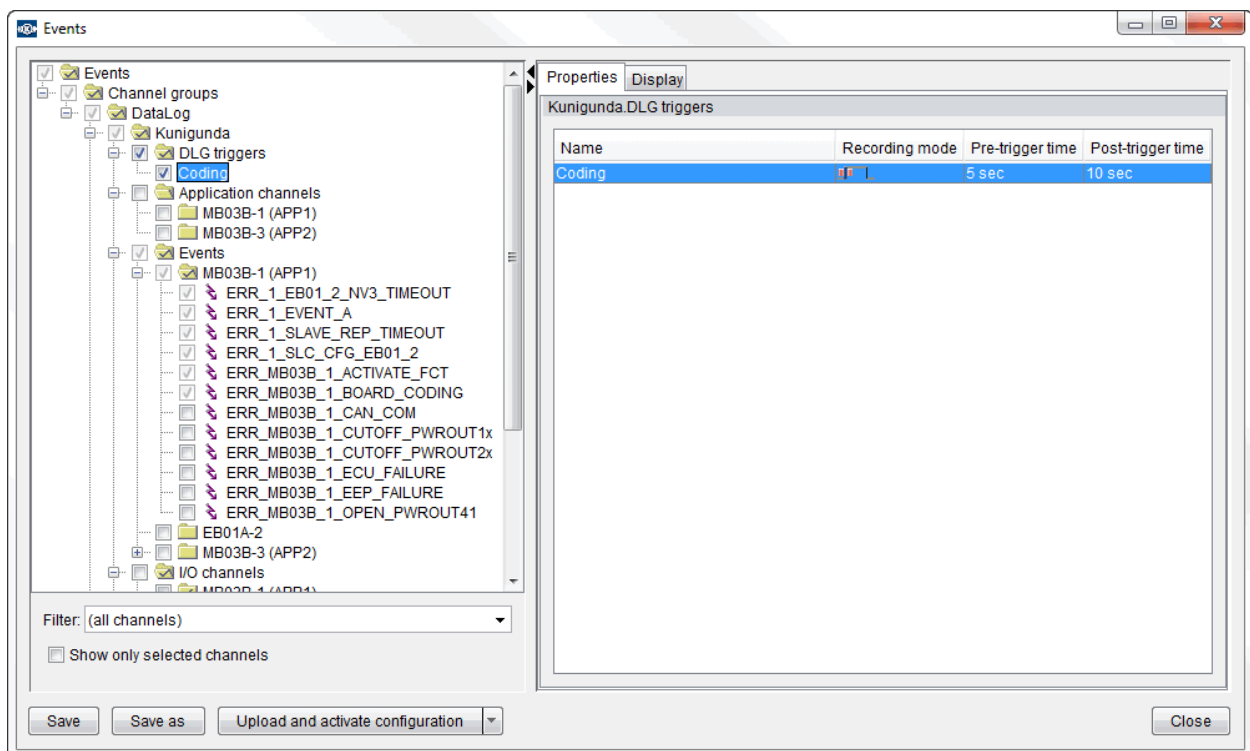 Events
Events
Channel groups
DataLog
Kunigunda
DLG triggers
Coding
Application channels
MB03B-1 (APP1)
MB03B-3 (APP2)
Events
MB03B-1 (APP1)
ERR_1_EB01_2_NV3_TIMEOUT
ERR_1_EVENT_A
ERR_1_SLAVE_REP_TIMEOUT
ERR_1_SLC_CFG_EB01_2
ERR_MB03B_1_ACTIVATE_FCT
ERR_MB03B_1_BOARD_CODING
ERR_MB03B_1_CAN_COM
ERR_MB03B_1_CUTOFF_PWROUT1x
ERR_MB03B_1_CUTOFF_PWROUT2x
ERR_MB03B_1_ECU_FAILURE
ERR_MB03B_1_EEP_FAILURE
ERR_MB03B_1_OPEN_PWROUT41
EB01A-2
MB03B-3 (APP2)
I/O channels
MB03B-1 (APP1)
Filter: (all channels)
Show only selected channels
Properties Display
Kunigunda.DLG triggers
Name Recording mode Pre-trigger time Post-trigger time
Coding 5 sec 10 sec
Save Save as Upload and activate configuration Close